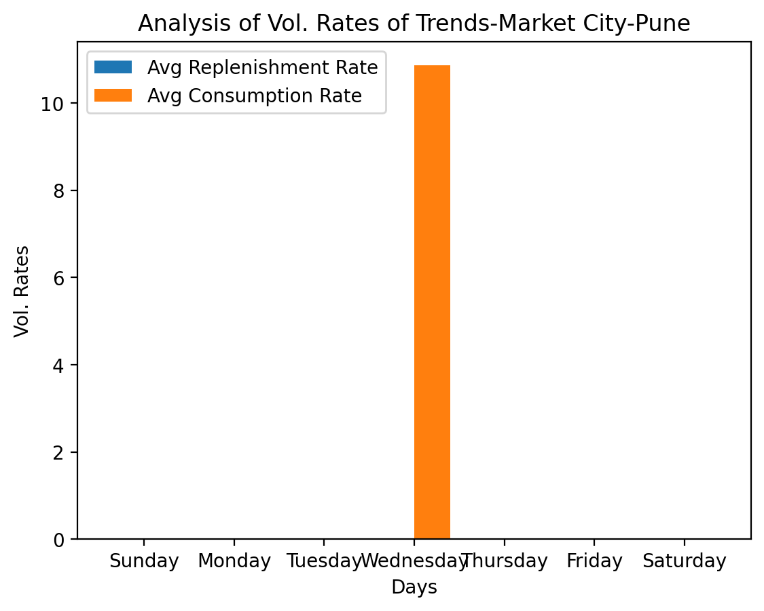 Analysis of Vol. Rates of Trends-Market City-Pune
Avg Replenishment Rate
Avg Consumption Rate
10
8
6
4
2
0
Vol. Rates
Sunday Monday Tuesday Wednesday Thursday Friday Saturday
Days